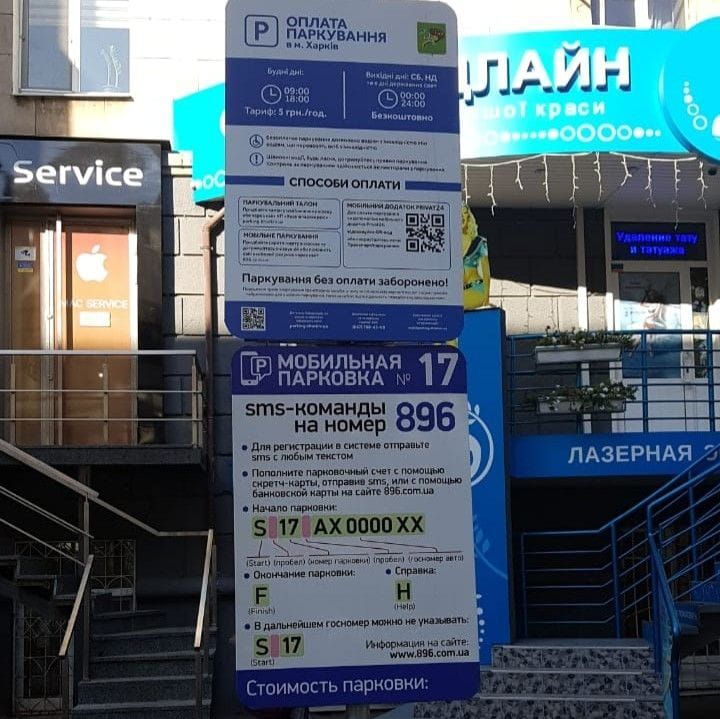 P
ОПЛАТА
ПАРКУВАННЯ
в м. Харків
Будні дні:
09:00
18:00
Тариф: 5 грн./год.
Вихідні дні: СБ, НД
00:00
24:00
Безкоштовно
СПОСОБИ ОПЛАТИ
ПАРКУВАЛЬНИЙ ТАЛОН
МОБІЛЬНЕ ПАРКУВАННЯ
МОБІЛЬНИЙ ДОДАТОК PRIVAT24
Паркування без оплати заборонено!
P МОБИЛЬНАЯ
ПАРКОВКА № 17
sms-команды
на номер 896
• Для регистрации в системе отправьте
sms с любым текстом
• Пополните парковочный счет с помощью
скретч-карты, отправив sms, или с помощью
банковской карты на сайте 896.com.ua
• Начало парковки:
S 17 AX 0000 XX
(Start) (пробел) (номер парковки) (пробел) (госномер авто)
• Окончание парковки:
F
(Finish)
• Справка:
H
(Help)
• В дальнейшем госномер можно не указывать:
S 17
(Start)
Информация на сайте:
www.896.com.ua
Стоимость парковки:
Service
MAC SERVICE
ДЛАЙН
шої краси
Удаление тату
и татуажа
ЛАЗЕРНАЯ